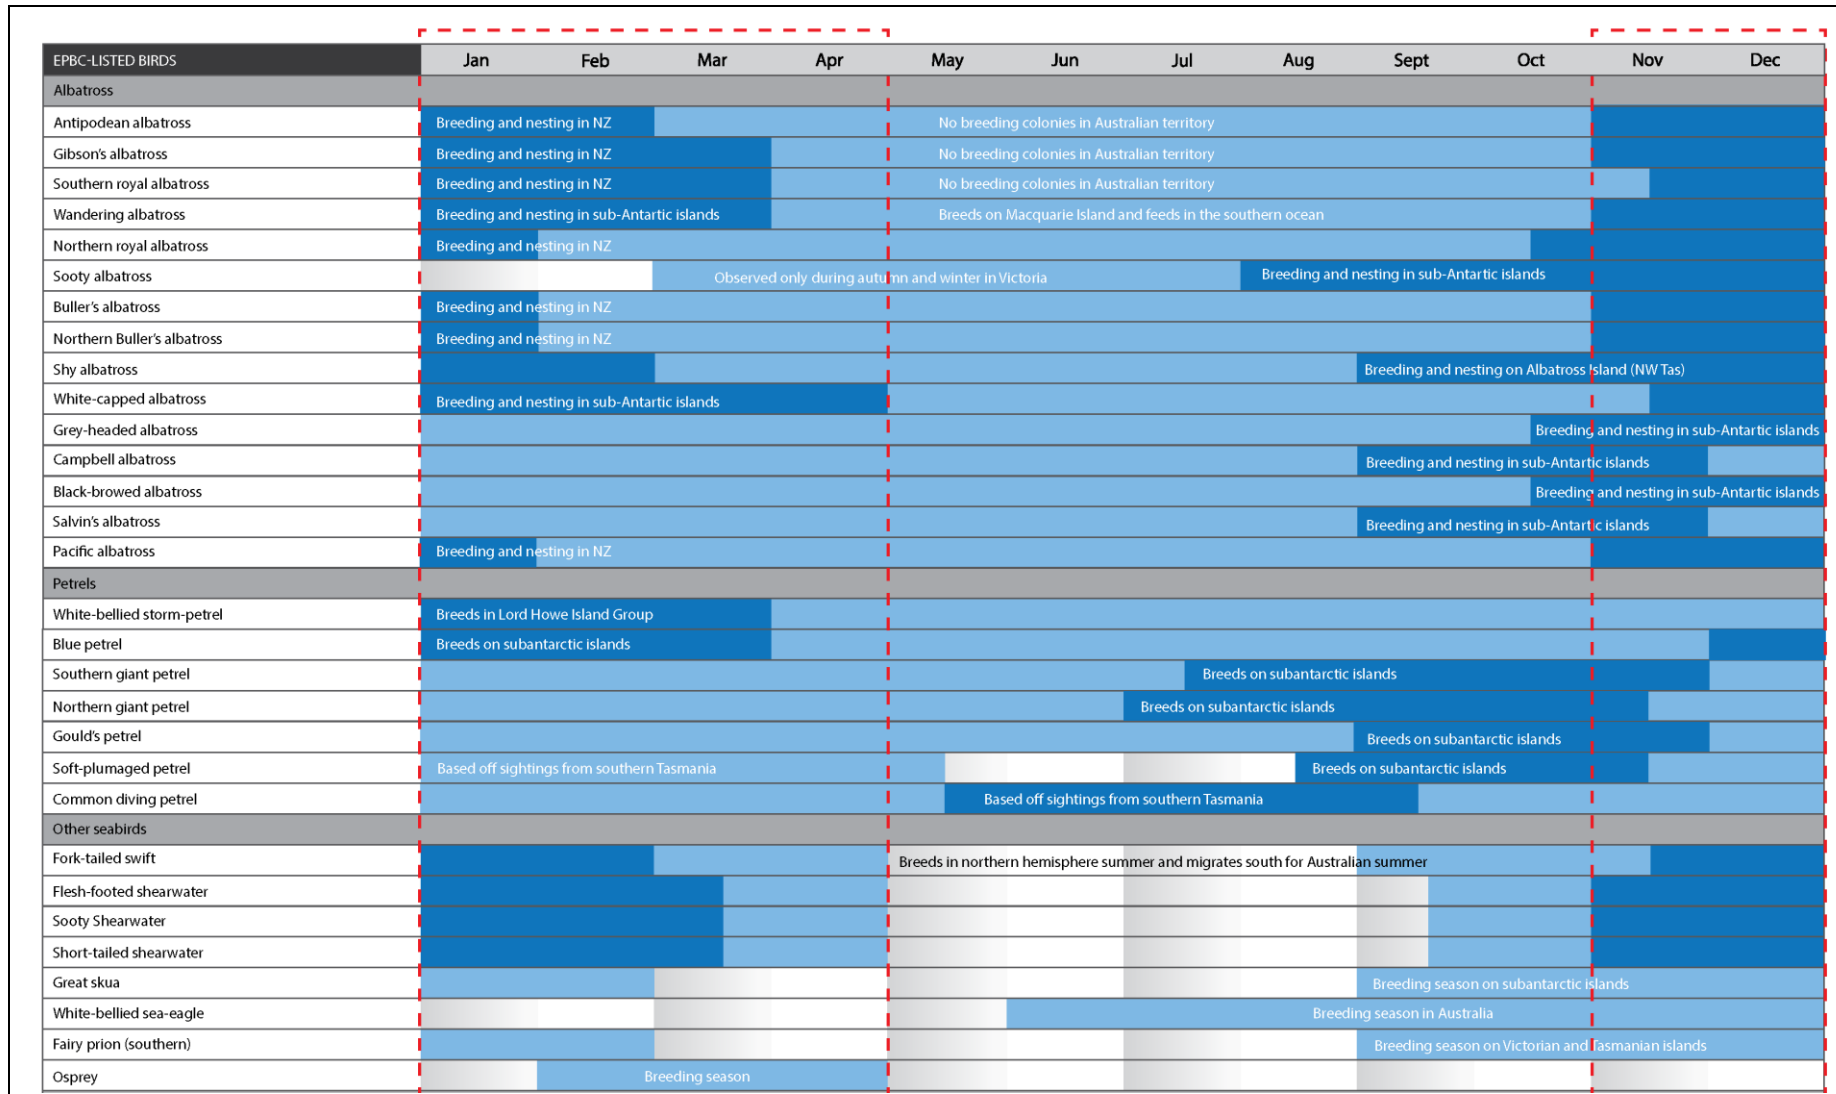 EPBC-LISTED BIRDS Jan Feb Mar Apr May Jun Jul Aug Sept Oct Nov Dec
Albatross
Antipodean albatross Breeding and nesting in NZ No breeding colonies in Australian territory
Gibson's albatross Breeding and nesting in NZ No breeding colonies in Australian territory
Southern royal albatross Breeding and nesting in NZ No breeding colonies in Australian territory
Wandering albatross Breeding and nesting in sub-Antartic islands Breeds on Macquarie Island and feeds in the southern ocean
Northern royal albatross Breeding and nesting in NZ
Sooty albatross Observed only during autumn and winter in Victoria Breeding and nesting in sub-Antartic islands
Buller's albatross Breeding and nesting in NZ
Northern Buller's albatross Breeding and nesting in NZ
Shy albatross Breeding and nesting on Albatross Island (NW Tas)
White-capped albatross Breeding and nesting in sub-Antartic islands
Grey-headed albatross Breeding and nesting in sub-Antartic islands
Campbell albatross Breeding and nesting in sub-Antartic islands
Black-browed albatross Breeding and nesting in sub-Antartic islands
Salvin's albatross Breeding and nesting in sub-Antartic islands
Pacific albatross Breeding and nesting in NZ
Petrels
White-bellied storm-petrel Breeds in Lord Howe Island Group
Blue petrel Breeds on subantarctic islands
Southern giant petrel Breeds on subantarctic islands
Northern giant petrel Breeds on subantarctic islands
Gould's petrel Breeds on subantarctic islands
Soft-plumaged petrel Based off sightings from southern Tasmania Breeds on subantarctic islands
Common diving petrel Based off sightings from southern Tasmania
Other seabirds
Fork-tailed swift Breeds in northern hemisphere summer and migrates south for Australian summer
Flesh-footed shearwater
Sooty Shearwater
Short-tailed shearwater
Great skua Breeding season on subantarctic islands
White-bellied sea-eagle Breeding season in Australia
Fairy prion (southern) Breeding season on Victorian and Tasmanian islands
Osprey Breeding season